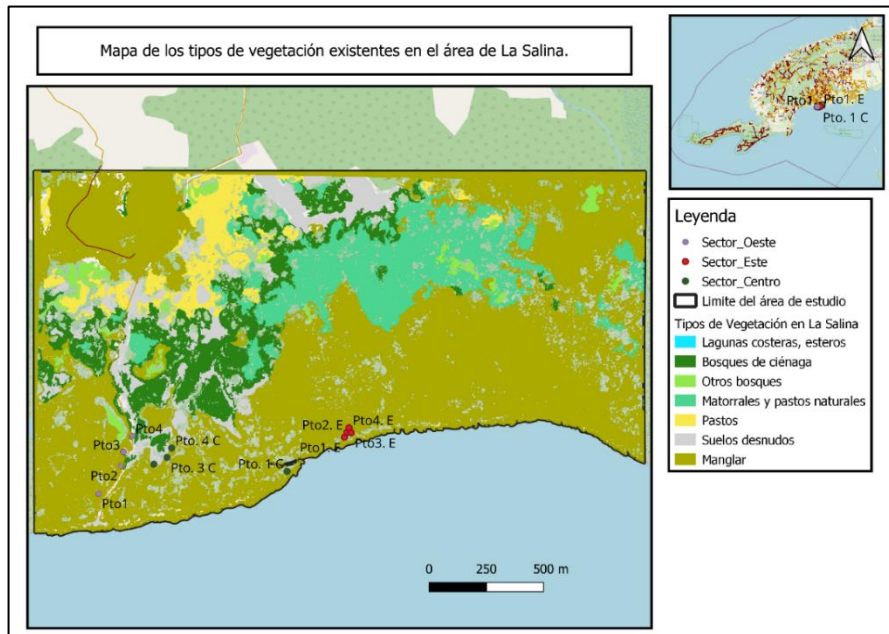 Mapa de los tipos de vegetación existentes en el área de La Salina.
Pto1. E
Pto. 1 C
Leyenda
Sector_Oeste
Sector_Este
Sector_Centro
Limite del área de estudio
Tipos de Vegetación en La Salina
Lagunas costeras, esteros
Bosques de ciénaga
Otros bosques
Matorrales y pastos naturales
Pastos
Suelos desnudos
Manglar
Pto2. E
Pto4. E
Pto1. E
Pto3. E
Pto4
Pto3
Pto. 4 C
Pto2
Pto. 3 C
Pto. 1 C
Pto1
0 250 500 m